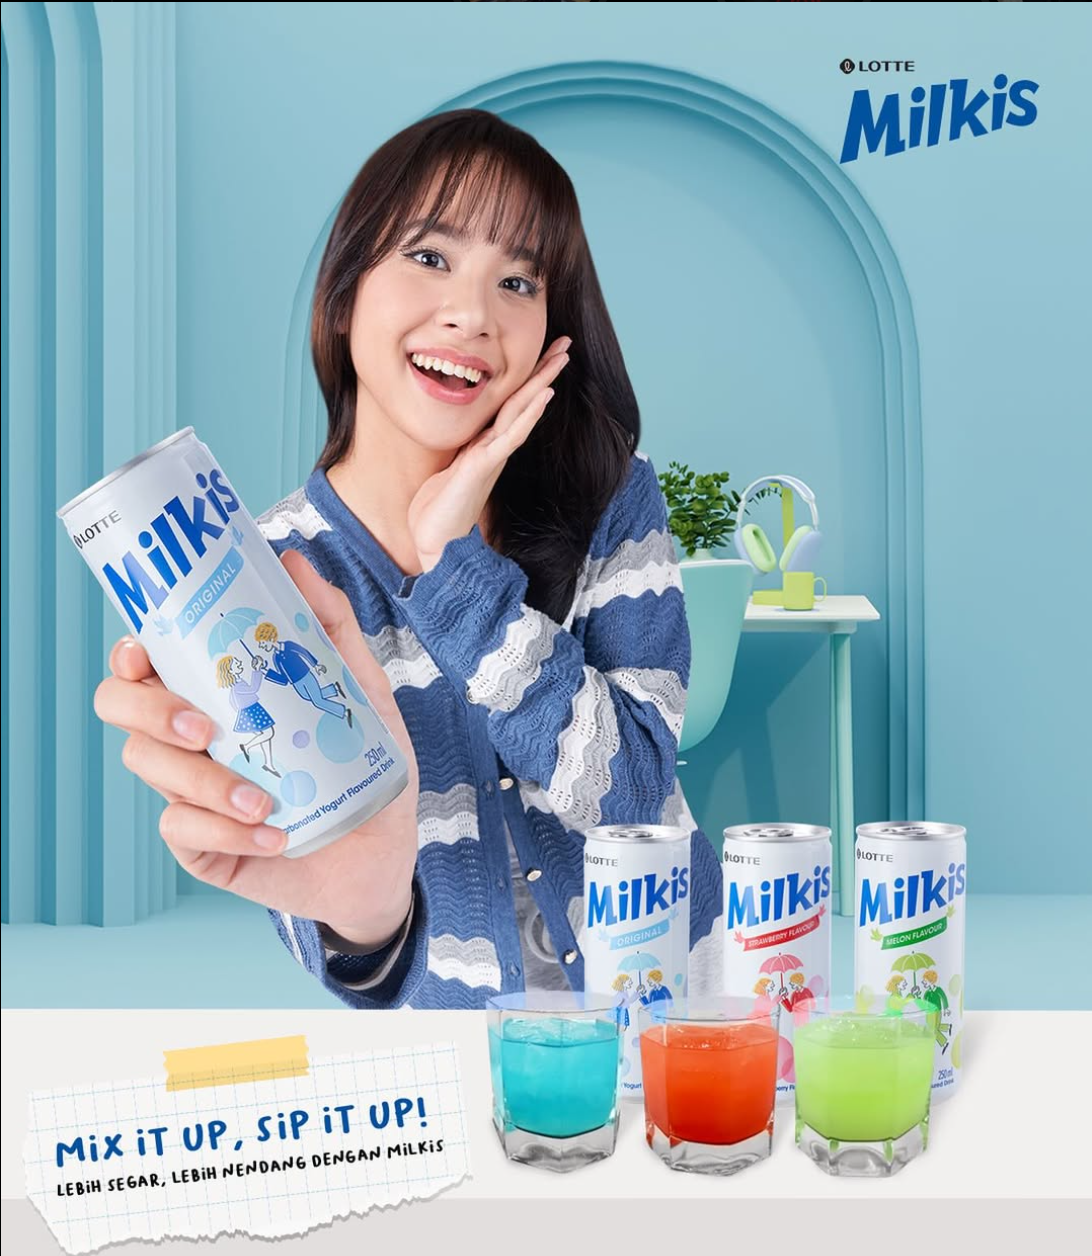 LOTTE
Milkis
LOTTE
Milkis
ORIGINAL
250ml
Carbonated Yogurt Flavoured Drink
LOTTE
Milkis
ORIGINAL
LOTTE
Milkis
STRAWBERRY FLAVOUR
LOTTE
Milkis
MELON FLAVOUR
250ml
MiX iT UP, SiP iT UP!
LEBiH SEGAR, LEBiH NENDANG DENGAN MiLKiS